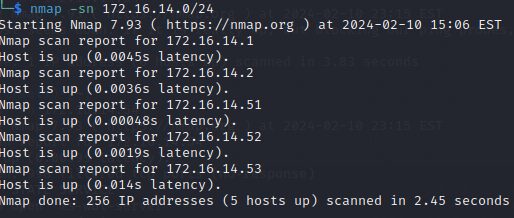 $ nmap -sn 172.16.14.0/24
Starting Nmap 7.93 ( https://nmap.org ) at 2024-02-10 15:06 EST
Nmap scan report for 172.16.14.1
Host is up (0.0045s latency).
Nmap scan report for 172.16.14.2
Host is up (0.0036s latency).
Nmap scan report for 172.16.14.51
Host is up (0.00048s latency).
Nmap scan report for 172.16.14.52
Host is up (0.0019s latency).
Nmap scan report for 172.16.14.53
Host is up (0.014s latency).
Nmap done: 256 IP addresses (5 hosts up) scanned in 2.45 seconds